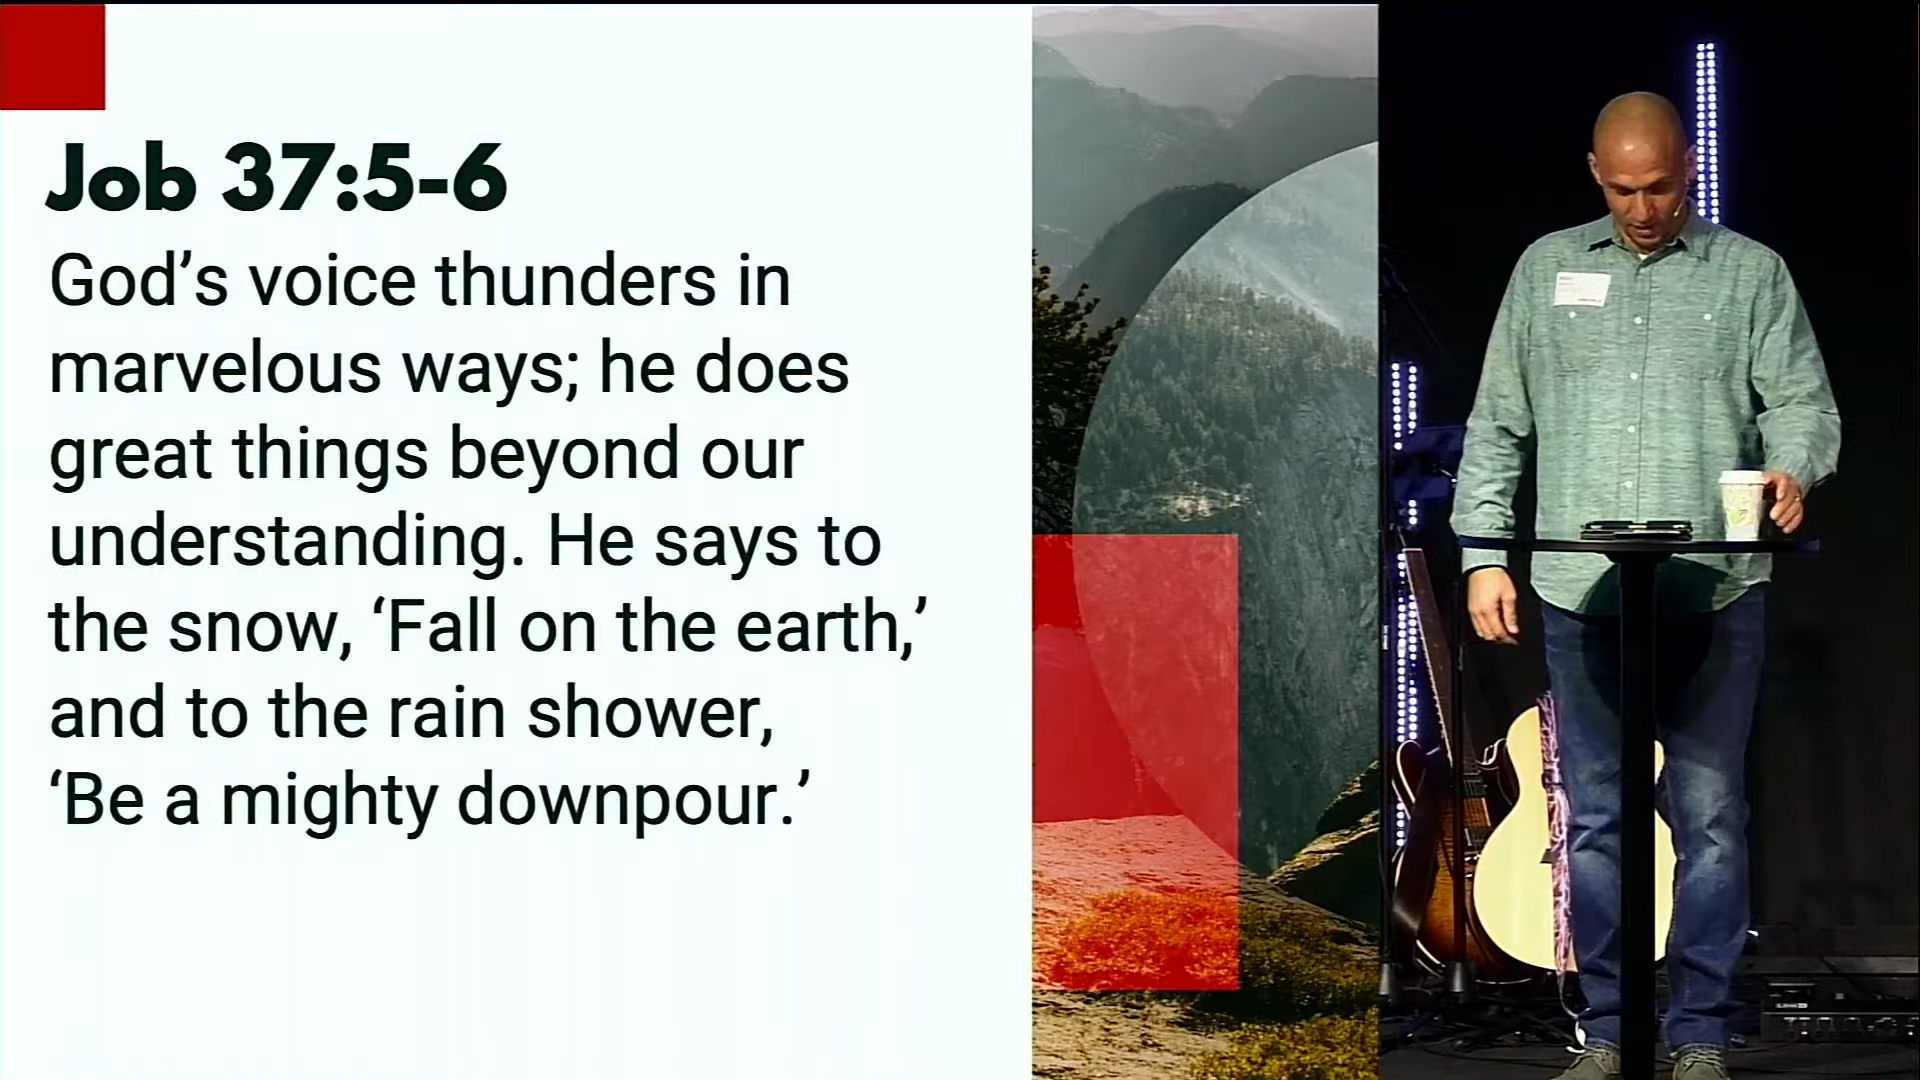 Job 37:5-6
God’s voice thunders in
marvelous ways; he does
great things beyond our
understanding. He says to
the snow, ‘Fall on the earth,’
and to the rain shower,
‘Be a mighty downpour.’